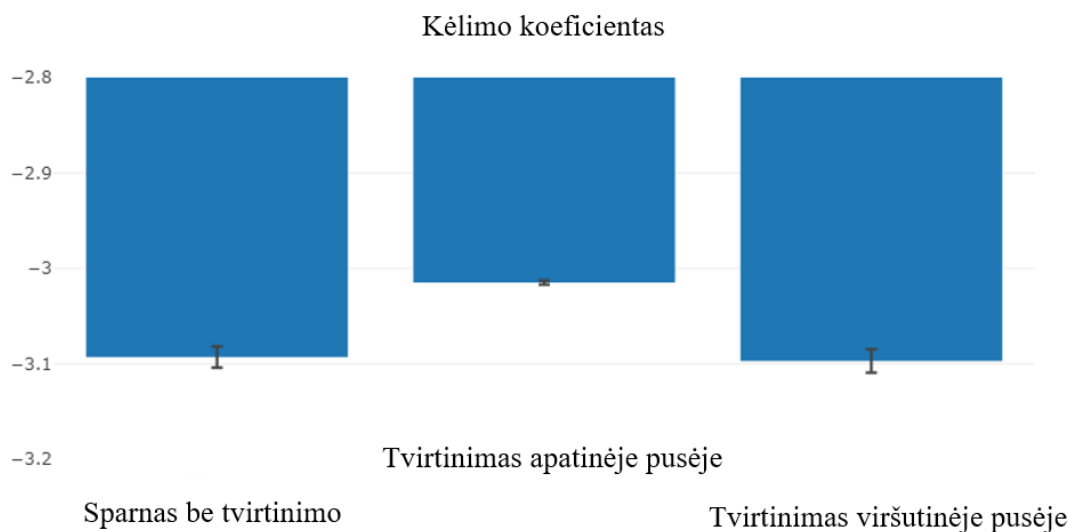 Kėlimo koeficientas
−2.8
−2.9
−3
−3.1
−3.2
Tvirtinimas apatinėje pusėje
Sparnas be tvirtinimo
Tvirtinimas viršutinėje pusėje